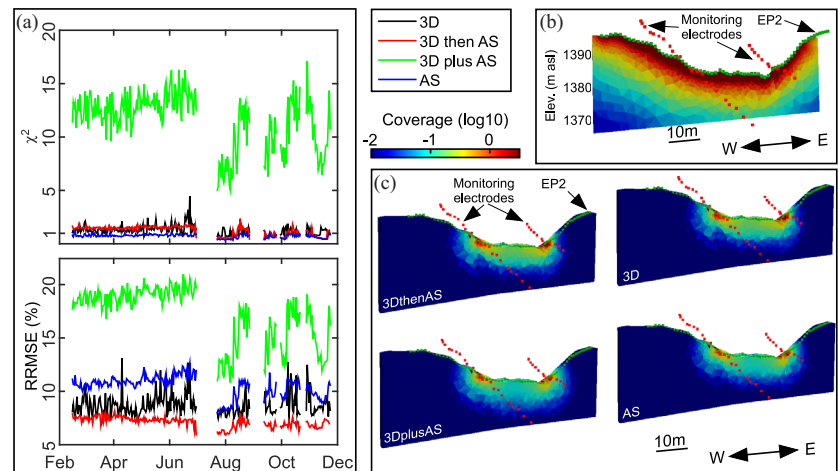 (a)
20
15
10
5
1
χ²
20
15
10
5
RRMSE (%)
Feb Apr Jun Aug Oct Dec
3D
3D then AS
3D plus AS
AS
Coverage (log10)
-2 -1 0
(b)
Monitoring
electrodes
EP2
1390
1380
1370
Elev. (m asl)
10m
W E
(c)
Monitoring
electrodes
EP2
3DthenAS
3D
3DplusAS
AS
10m
W E